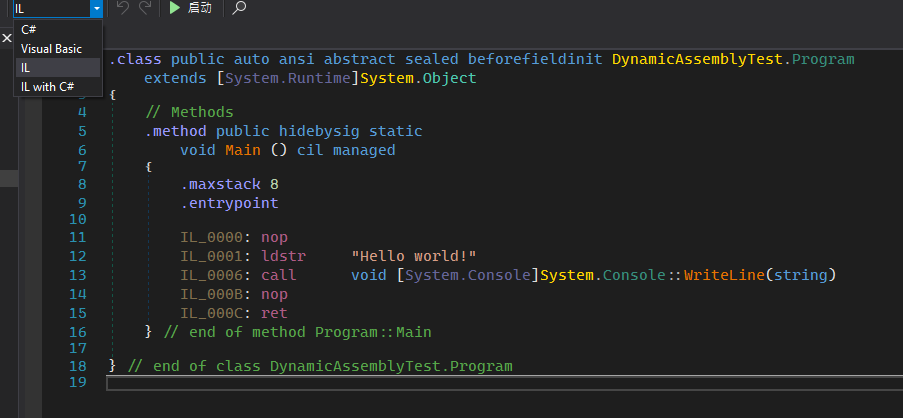 IL 启动
C#
Visual Basic
IL
IL with C#
.class public auto ansi abstract sealed beforefieldinit DynamicAssemblyTest.Program
extends [System.Runtime]System.Object
{
4 // Methods
5 .method public hidebysig static
6 void Main () cil managed
7 {
8 .maxstack 8
9 .entrypoint
10
11 IL_0000: nop
12 IL_0001: ldstr "Hello world!"
13 IL_0006: call void [System.Console]System.Console::WriteLine(string)
14 IL_000B: nop
15 IL_000C: ret
16 } // end of method Program::Main
17
18 } // end of class DynamicAssemblyTest.Program
19